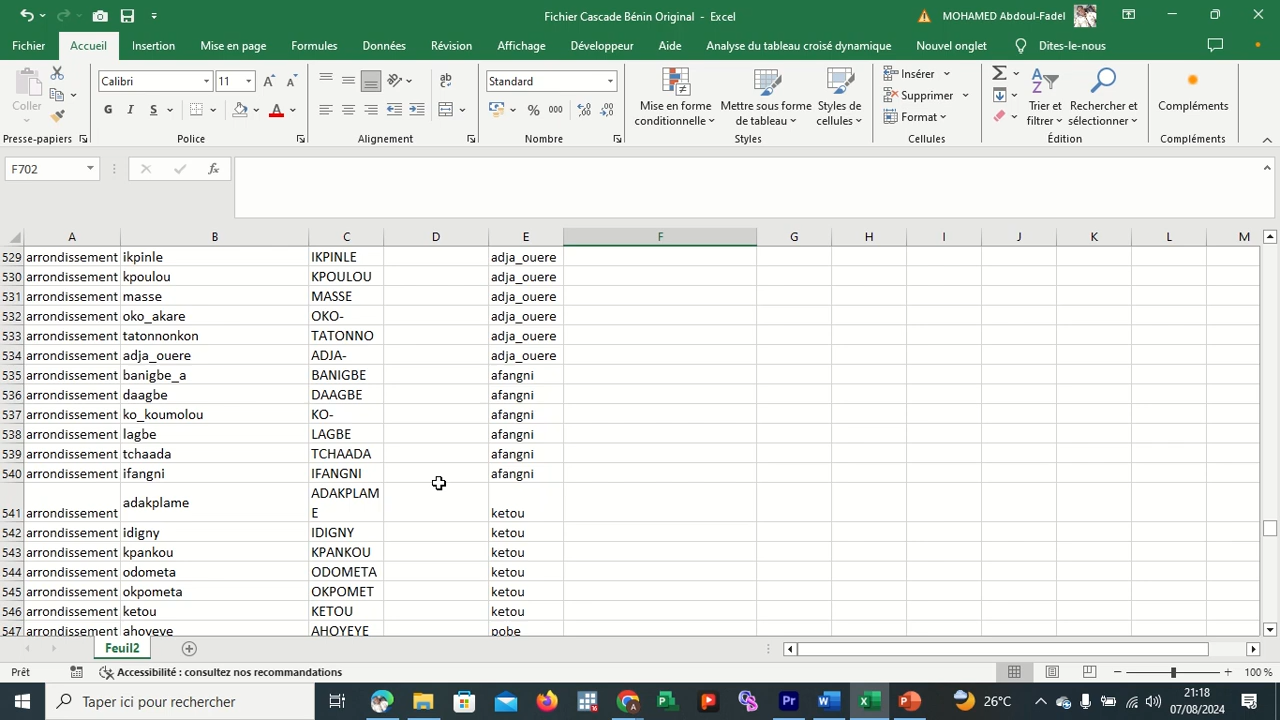 Fichier Cascade Bénin Original - Excel
MOHAMED Abdoul-Fadel
Fichier Accueil Insertion Mise en page Formules Données Révision Affichage Développeur Aide Analyse du tableau croisé dynamique Nouvel onglet Dites-le-nous
Coller
Presse-papiers
Calibri 11
G I S
Police
ab
Alignement
Standard
% 000
Nombre
Mise en forme conditionnelle
Mettre sous forme de tableau
Styles de cellules
Styles
Insérer
Supprimer
Format
Cellules
Trier et filtrer
Rechercher et sélectionner
Édition
Compléments
Compléments
F702
fx
A B C D E F G H I J K L M
529 arrondissement ikpinle IKPINLE adja_ouere
530 arrondissement kpoulou KPOULOU adja_ouere
531 arrondissement masse MASSE adja_ouere
532 arrondissement oko_akare OKO- adja_ouere
533 arrondissement tatonnonkon TATONNO adja_ouere
534 arrondissement adja_ouere ADJA- adja_ouere
535 arrondissement banigbe_a BANIGBE afangni
536 arrondissement daagbe DAAGBE afangni
537 arrondissement ko_koumolou KO- afangni
538 arrondissement lagbe LAGBE afangni
539 arrondissement tchaada TCHAADA afangni
540 arrondissement ifangni IFANGNI afangni
541 arrondissement adakplame ADAKPLAM E ketou
542 arrondissement idigny IDIGNY ketou
543 arrondissement kpankou KPANKOU ketou
544 arrondissement odometa ODOMETA ketou
545 arrondissement okpometa OKPOMET ketou
546 arrondissement ketou KETOU ketou
547 arrondissement ahoyeye AHOYEYE pobe
Feuil2
Prêt
Accessibilité : consultez nos recommandations
100 %
Taper ici pour rechercher
26°C
21:18
07/08/2024